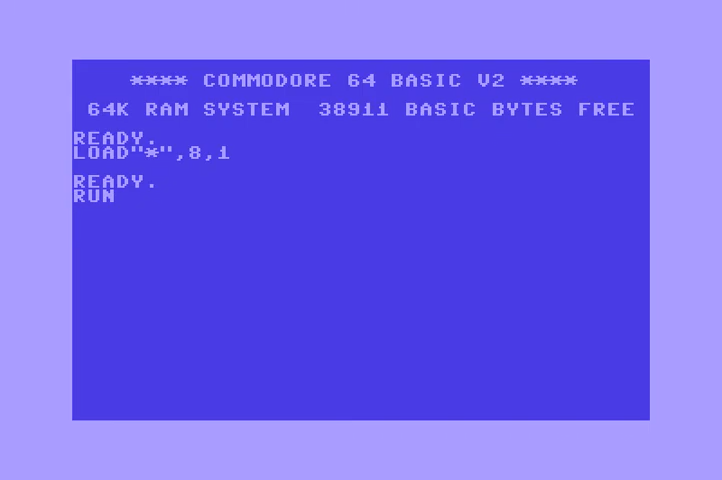 **** COMMODORE 64 BASIC V2 ****
64K RAM SYSTEM  38911 BASIC BYTES FREE
READY.
LOAD"*",8,1
READY.
RUN